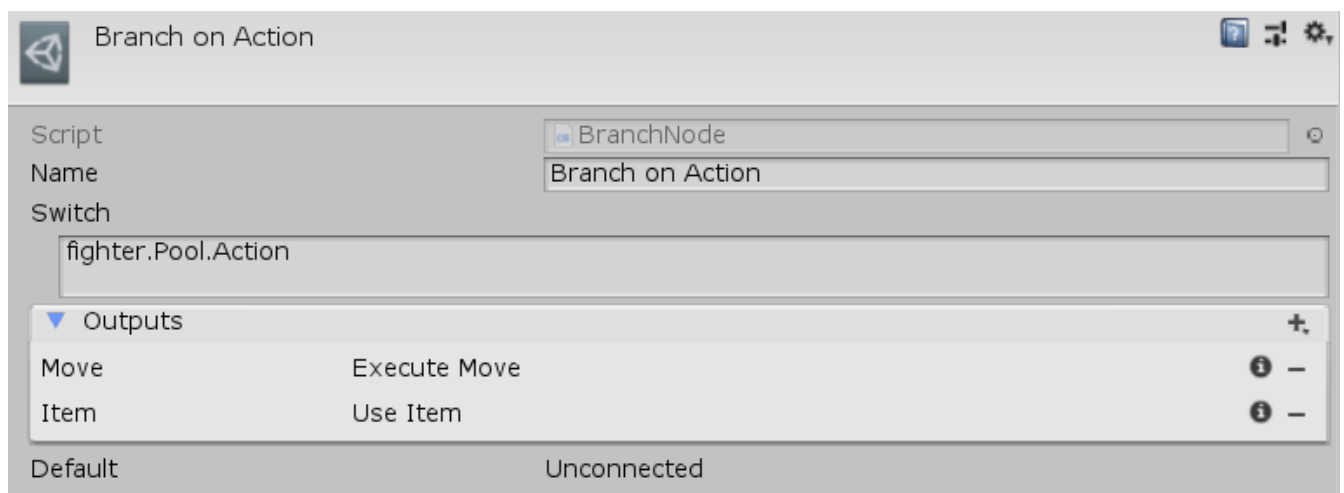 Branch on Action
Script BranchNode
Name Branch on Action
Switch
fighter.Pool.Action
Outputs
Move Execute Move
Item Use Item
Default Unconnected